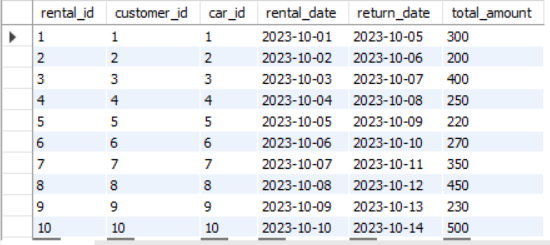 rental_id customer_id car_id rental_date return_date total_amount
1 1 1 2023-10-01 2023-10-05 300
2 2 2 2023-10-02 2023-10-06 200
3 3 3 2023-10-03 2023-10-07 400
4 4 4 2023-10-04 2023-10-08 250
5 5 5 2023-10-05 2023-10-09 220
6 6 6 2023-10-06 2023-10-10 270
7 7 7 2023-10-07 2023-10-11 350
8 8 8 2023-10-08 2023-10-12 450
9 9 9 2023-10-09 2023-10-13 230
10 10 10 2023-10-10 2023-10-14 500